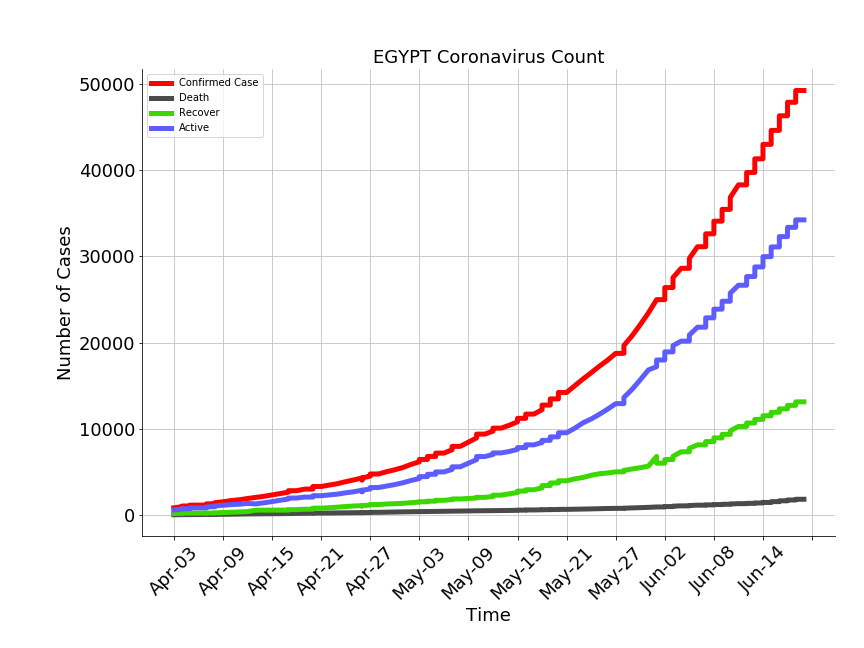 EGYPT Coronavirus Count
Confirmed Case
Death
Recover
Active
50000
40000
30000
20000
10000
0
Number of Cases
Apr-03
Apr-09
Apr-15
Apr-21
Apr-27
May-03
May-09
May-15
May-21
May-27
Jun-02
Jun-08
Jun-14
Time